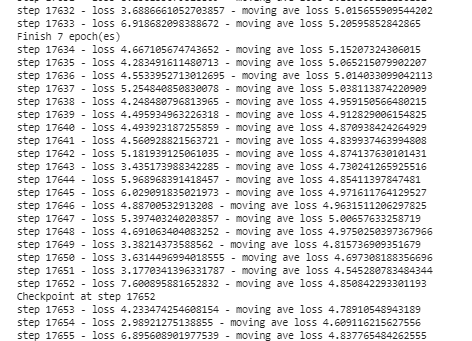 step 17632 - loss 3.6886661052703857 - moving ave loss 5.015655909544202
step 17633 - loss 6.918682098388672 - moving ave loss 5.20595852842865
Finish 7 epoch(es)
step 17634 - loss 4.667105674743652 - moving ave loss 5.15207324306015
step 17635 - loss 4.283491611480713 - moving ave loss 5.065215079902207
step 17636 - loss 4.5533952713012695 - moving ave loss 5.014033099042113
step 17637 - loss 5.254840850830078 - moving ave loss 5.038113874220909
step 17638 - loss 4.248480796813965 - moving ave loss 4.959150566480215
step 17639 - loss 4.495934963226318 - moving ave loss 4.912829006154825
step 17640 - loss 4.493923187255859 - moving ave loss 4.870938424264929
step 17641 - loss 4.560928821563721 - moving ave loss 4.839937463994808
step 17642 - loss 5.181939125061035 - moving ave loss 4.874137630101431
step 17643 - loss 3.435173988342285 - moving ave loss 4.730241265925516
step 17644 - loss 5.968968391418457 - moving ave loss 4.85411397847481
step 17645 - loss 6.029091835021973 - moving ave loss 4.971611764129527
step 17646 - loss 4.88700532913208 - moving ave loss 4.9631511206297825
step 17647 - loss 5.397403240203857 - moving ave loss 5.00657633258719
step 17648 - loss 4.691063404083252 - moving ave loss 4.9750250397367966
step 17649 - loss 3.38214373588562 - moving ave loss 4.815736909351679
step 17650 - loss 3.6314496994018555 - moving ave loss 4.697308188356696
step 17651 - loss 3.1770341396331787 - moving ave loss 4.545280783484344
step 17652 - loss 7.600895881652832 - moving ave loss 4.850842293301193
Checkpoint at step 17652
step 17653 - loss 4.233474254608154 - moving ave loss 4.78910548943189
step 17654 - loss 2.98921275138855 - moving ave loss 4.609116215627556
step 17655 - loss 6.895608901977539 - moving ave loss 4.837765484262555